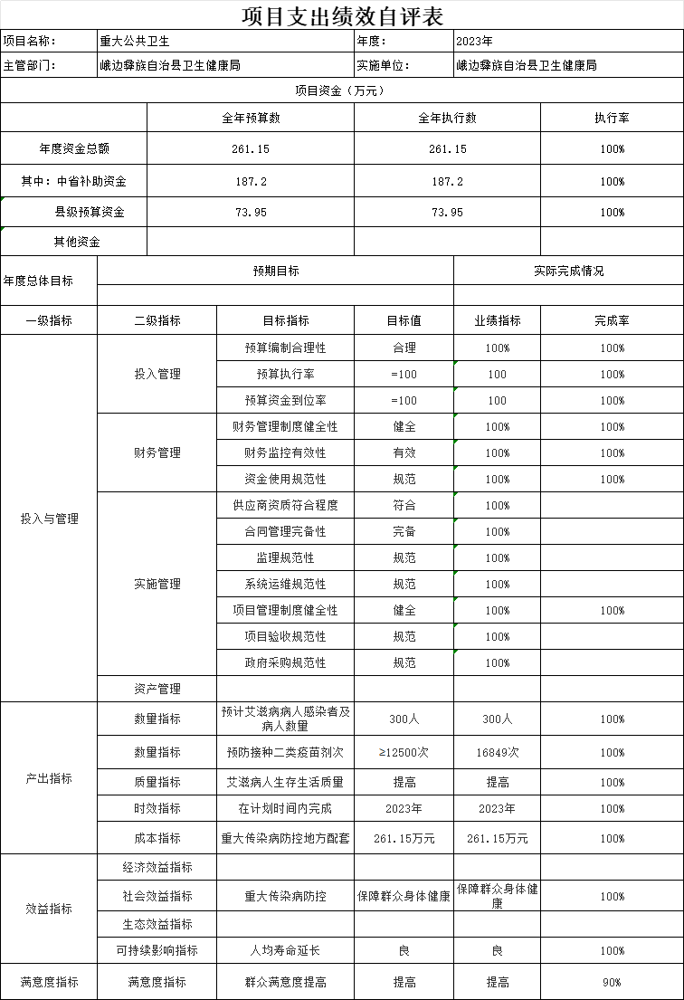 项目支出绩效自评表
项目名称： 重大公共卫生 年度： 2023年
主管部门： 峨边彝族自治县卫生健康局 实施单位： 峨边彝族自治县卫生健康局
项目资金（万元）
全年预算数 全年执行数 执行率
年度资金总额 261.15 261.15 100%
其中：中省补助资金 187.2 187.2 100%
县级预算资金 73.95 73.95 100%
其他资金
年度总体目标 预期目标 实际完成情况
一级指标 二级指标 目标指标 目标值 业绩指标 完成率
投入与管理 投入管理 预算编制合理性 合理 100% 100%
预算执行率 =100 100 100%
预算资金到位率 =100 100 100%
财务管理 财务管理制度健全性 健全 100% 100%
财务监控有效性 有效 100% 100%
资金使用规范性 规范 100% 100%
实施管理 供应商资质符合程度 符合 100%
合同管理完备性 完备 100%
监理规范性 规范 100%
系统运维规范性 规范 100%
项目管理制度健全性 健全 100% 100%
项目验收规范性 规范 100%
政府采购规范性 规范 100%
资产管理
产出指标 数量指标 预计艾滋病病人感染者及
病人数量 300人 300人 100%
数量指标 预防接种二类疫苗剂次 ≥12500次 16849次 100%
质量指标 艾滋病人生存生活质量 提高 提高 100%
时效指标 在计划时间内完成 2023年 2023年 100%
成本指标 重大传染病防控地方配套 261.15万元 261.15万元 100%
效益指标 经济效益指标
社会效益指标 重大传染病防控 保障群众身体健康 保障群众身体健
康 100%
生态效益指标
可持续影响指标 人均寿命延长 良 良 100%
满意度指标 满意度指标 群众满意度提高 提高 提高 90%